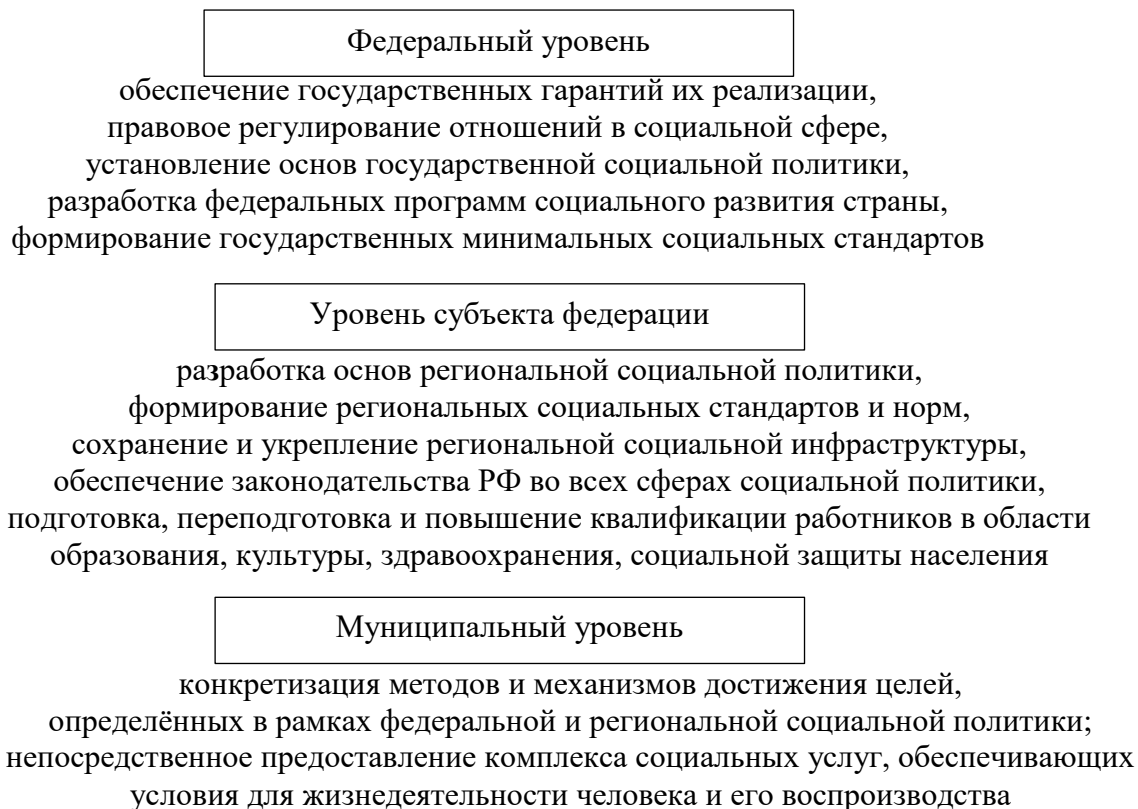 Федеральный уровень
обеспечение государственных гарантий их реализации,
правовое регулирование отношений в социальной сфере,
установление основ государственной социальной политики,
разработка федеральных программ социального развития страны,
формирование государственных минимальных социальных стандартов
Уровень субъекта федерации
разработка основ региональной социальной политики,
формирование региональных социальных стандартов и норм,
сохранение и укрепление региональной социальной инфраструктуры,
обеспечение законодательства РФ во всех сферах социальной политики,
подготовка, переподготовка и повышение квалификации работников в области
образования, культуры, здравоохранения, социальной защиты населения
Муниципальный уровень
конкретизация методов и механизмов достижения целей,
определённых в рамках федеральной и региональной социальной политики;
непосредственное предоставление комплекса социальных услуг, обеспечивающих
условия для жизнедеятельности человека и его воспроизводства